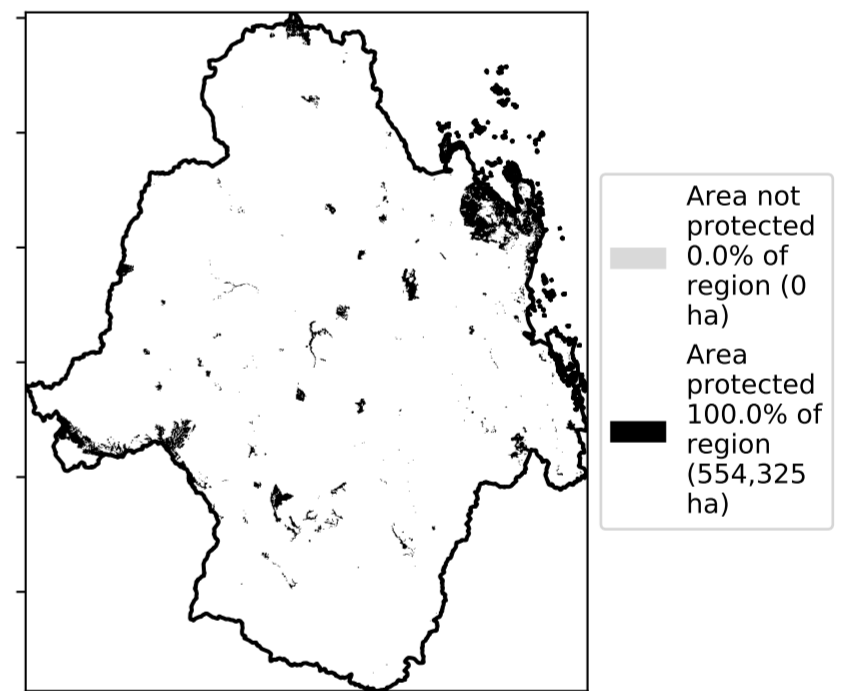 Area not
protected
0.0% of
region (0
ha)
Area
protected
100.0% of
region
(554,325
ha)